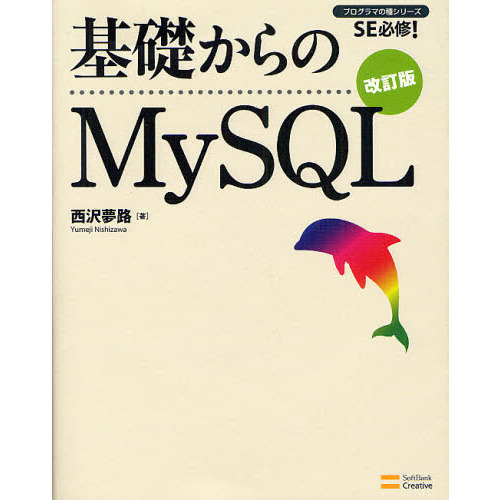 プログラマの種シリーズ
SE必修!
基礎からの
改訂版
MySQL
西沢夢路 [著]
Yumeji Nishizawa
SoftBank
Creative